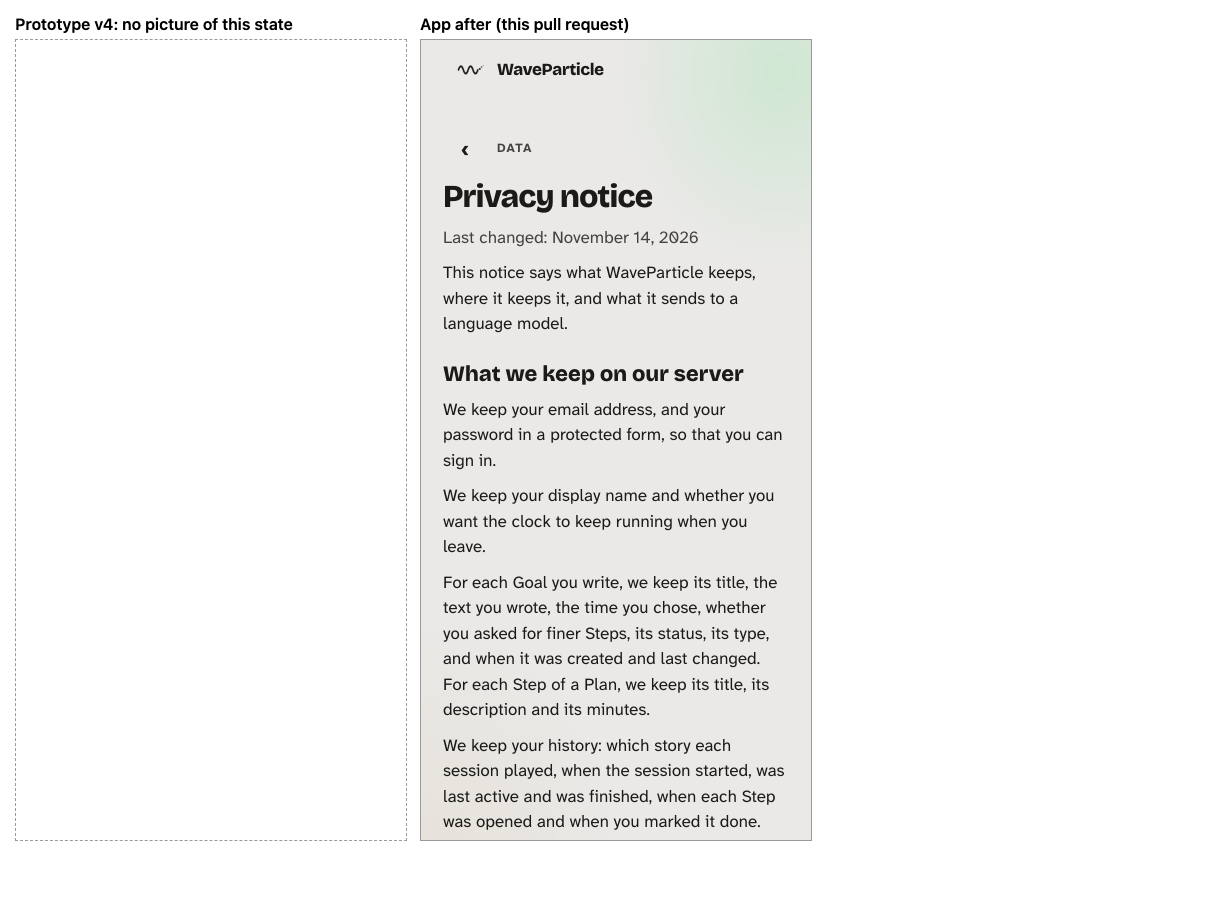 Prototype v4: no picture of this state
App after (this pull request)
WaveParticle
‹ DATA
Privacy notice
Last changed: November 14, 2026
This notice says what WaveParticle keeps,
where it keeps it, and what it sends to a
language model.
What we keep on our server
We keep your email address, and your
password in a protected form, so that you can
sign in.
We keep your display name and whether you
want the clock to keep running when you
leave.
For each Goal you write, we keep its title, the
text you wrote, the time you chose, whether
you asked for finer Steps, its status, its type,
and when it was created and last changed.
For each Step of a Plan, we keep its title, its
description and its minutes.
We keep your history: which story each
session played, when the session started, was
last active and was finished, when each Step
was opened and when you marked it done.